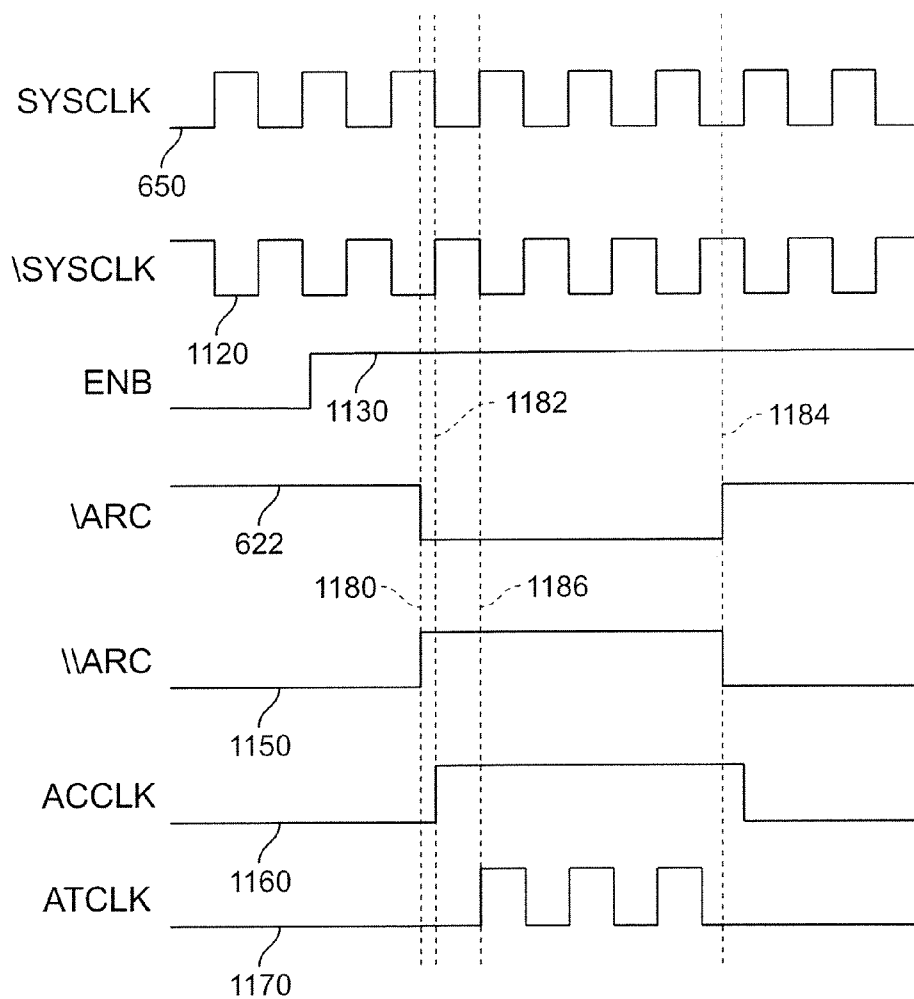 SYSCLK
650
\SYSCLK
1120
ENB
1130
1182
1184
\ARC
622
1180
1186
\\ARC
1150
ACCLK
1160
ATCLK
1170